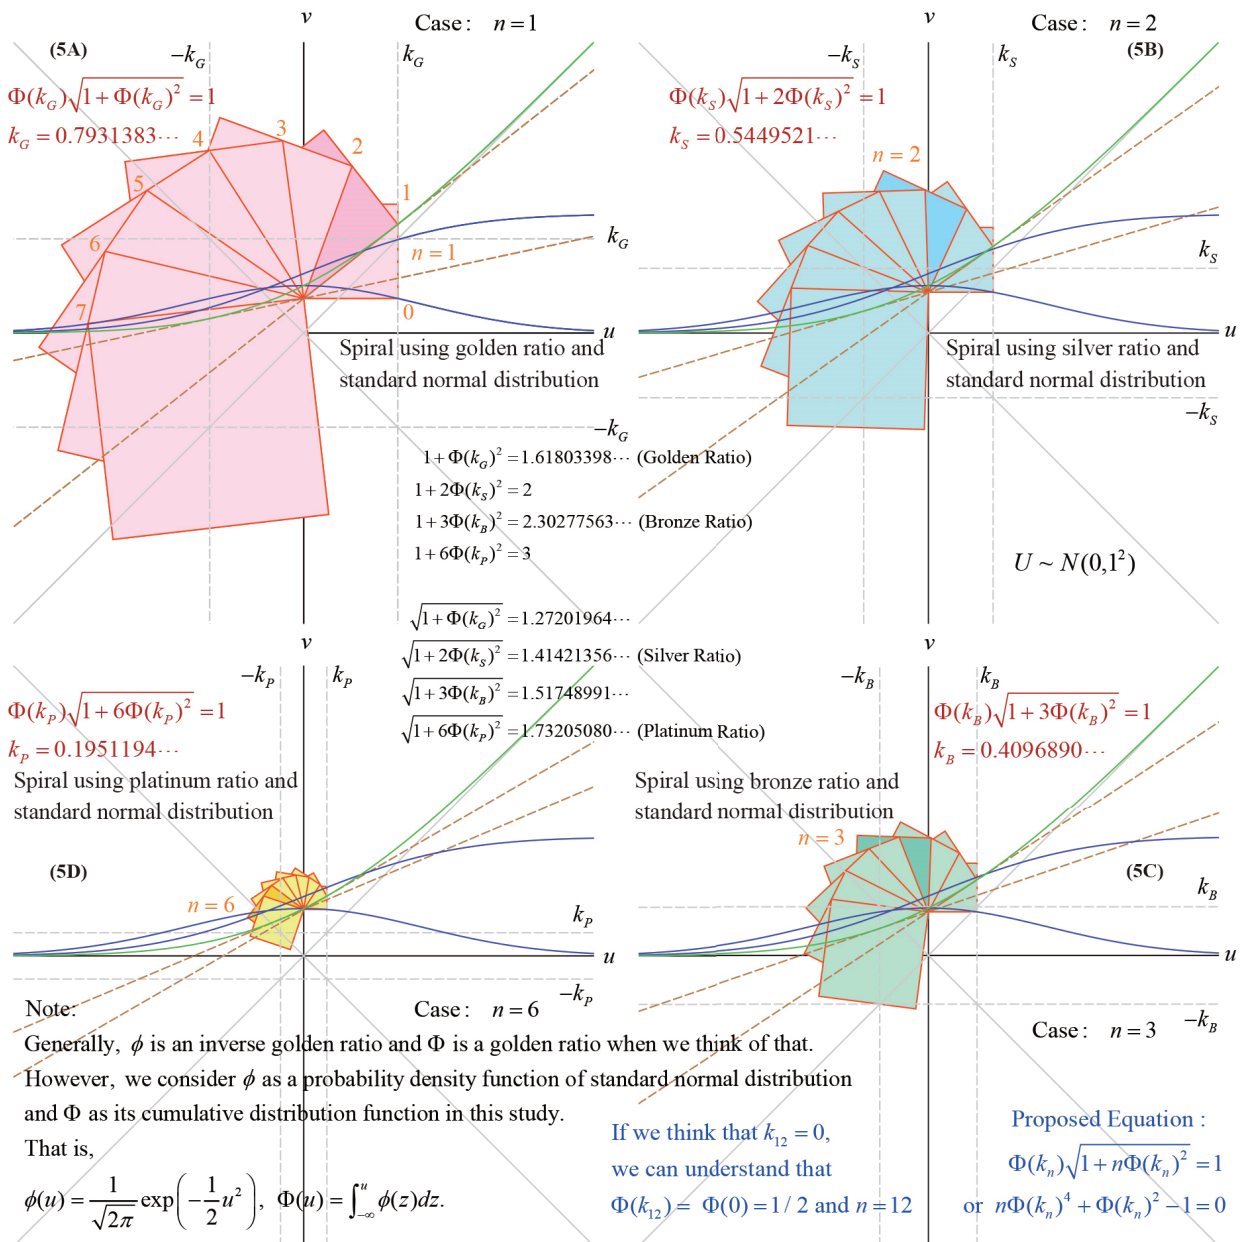 Case : n = 1
v
(5A)
−k_G
k_G
Φ(k_G)√(1+Φ(k_G)²) = 1
k_G = 0.7931383⋯
4
3
2
5
1
6
n = 1
k_G
7
0
u
Spiral using golden ratio and
standard normal distribution
−k_G
Case : n = 2
v
(5B)
−k_S
k_S
Φ(k_S)√(1+2Φ(k_S)²) = 1
k_S = 0.5449521⋯
n = 2
k_S
u
Spiral using silver ratio and
standard normal distribution
−k_S
1+Φ(k_G)² = 1.61803398⋯ (Golden Ratio)
1+2Φ(k_S)² = 2
1+3Φ(k_B)² = 2.30277563⋯ (Bronze Ratio)
1+6Φ(k_P)² = 3
U ~ N(0,1²)
√(1+Φ(k_G)²) = 1.27201964⋯
√(1+2Φ(k_S)²) = 1.41421356⋯ (Silver Ratio)
√(1+3Φ(k_B)²) = 1.51748991⋯
√(1+6Φ(k_P)²) = 1.73205080⋯ (Platinum Ratio)
v
−k_P
k_P
Φ(k_P)√(1+6Φ(k_P)²) = 1
k_P = 0.1951194⋯
Spiral using platinum ratio and
standard normal distribution
(5D)
n = 6
k_P
u
−k_P
Case : n = 6
v
−k_B
k_B
Φ(k_B)√(1+3Φ(k_B)²) = 1
k_B = 0.4096890⋯
Spiral using bronze ratio and
standard normal distribution
n = 3
(5C)
k_B
u
−k_B
Case : n = 3
Note:
Generally, ϕ is an inverse golden ratio and Φ is a golden ratio when we think of that.
However, we consider ϕ as a probability density function of standard normal distribution
and Φ as its cumulative distribution function in this study.
That is,
ϕ(u) = 1/√(2π) exp(−1/2 u²), Φ(u) = ∫_{−∞}^{u} ϕ(z)dz.
If we think that k₁₂ = 0,
we can understand that
Φ(k₁₂) = Φ(0) = 1/2 and n = 12
Proposed Equation :
Φ(k_n)√(1+nΦ(k_n)²) = 1
or nΦ(k_n)⁴ + Φ(k_n)² − 1 = 0